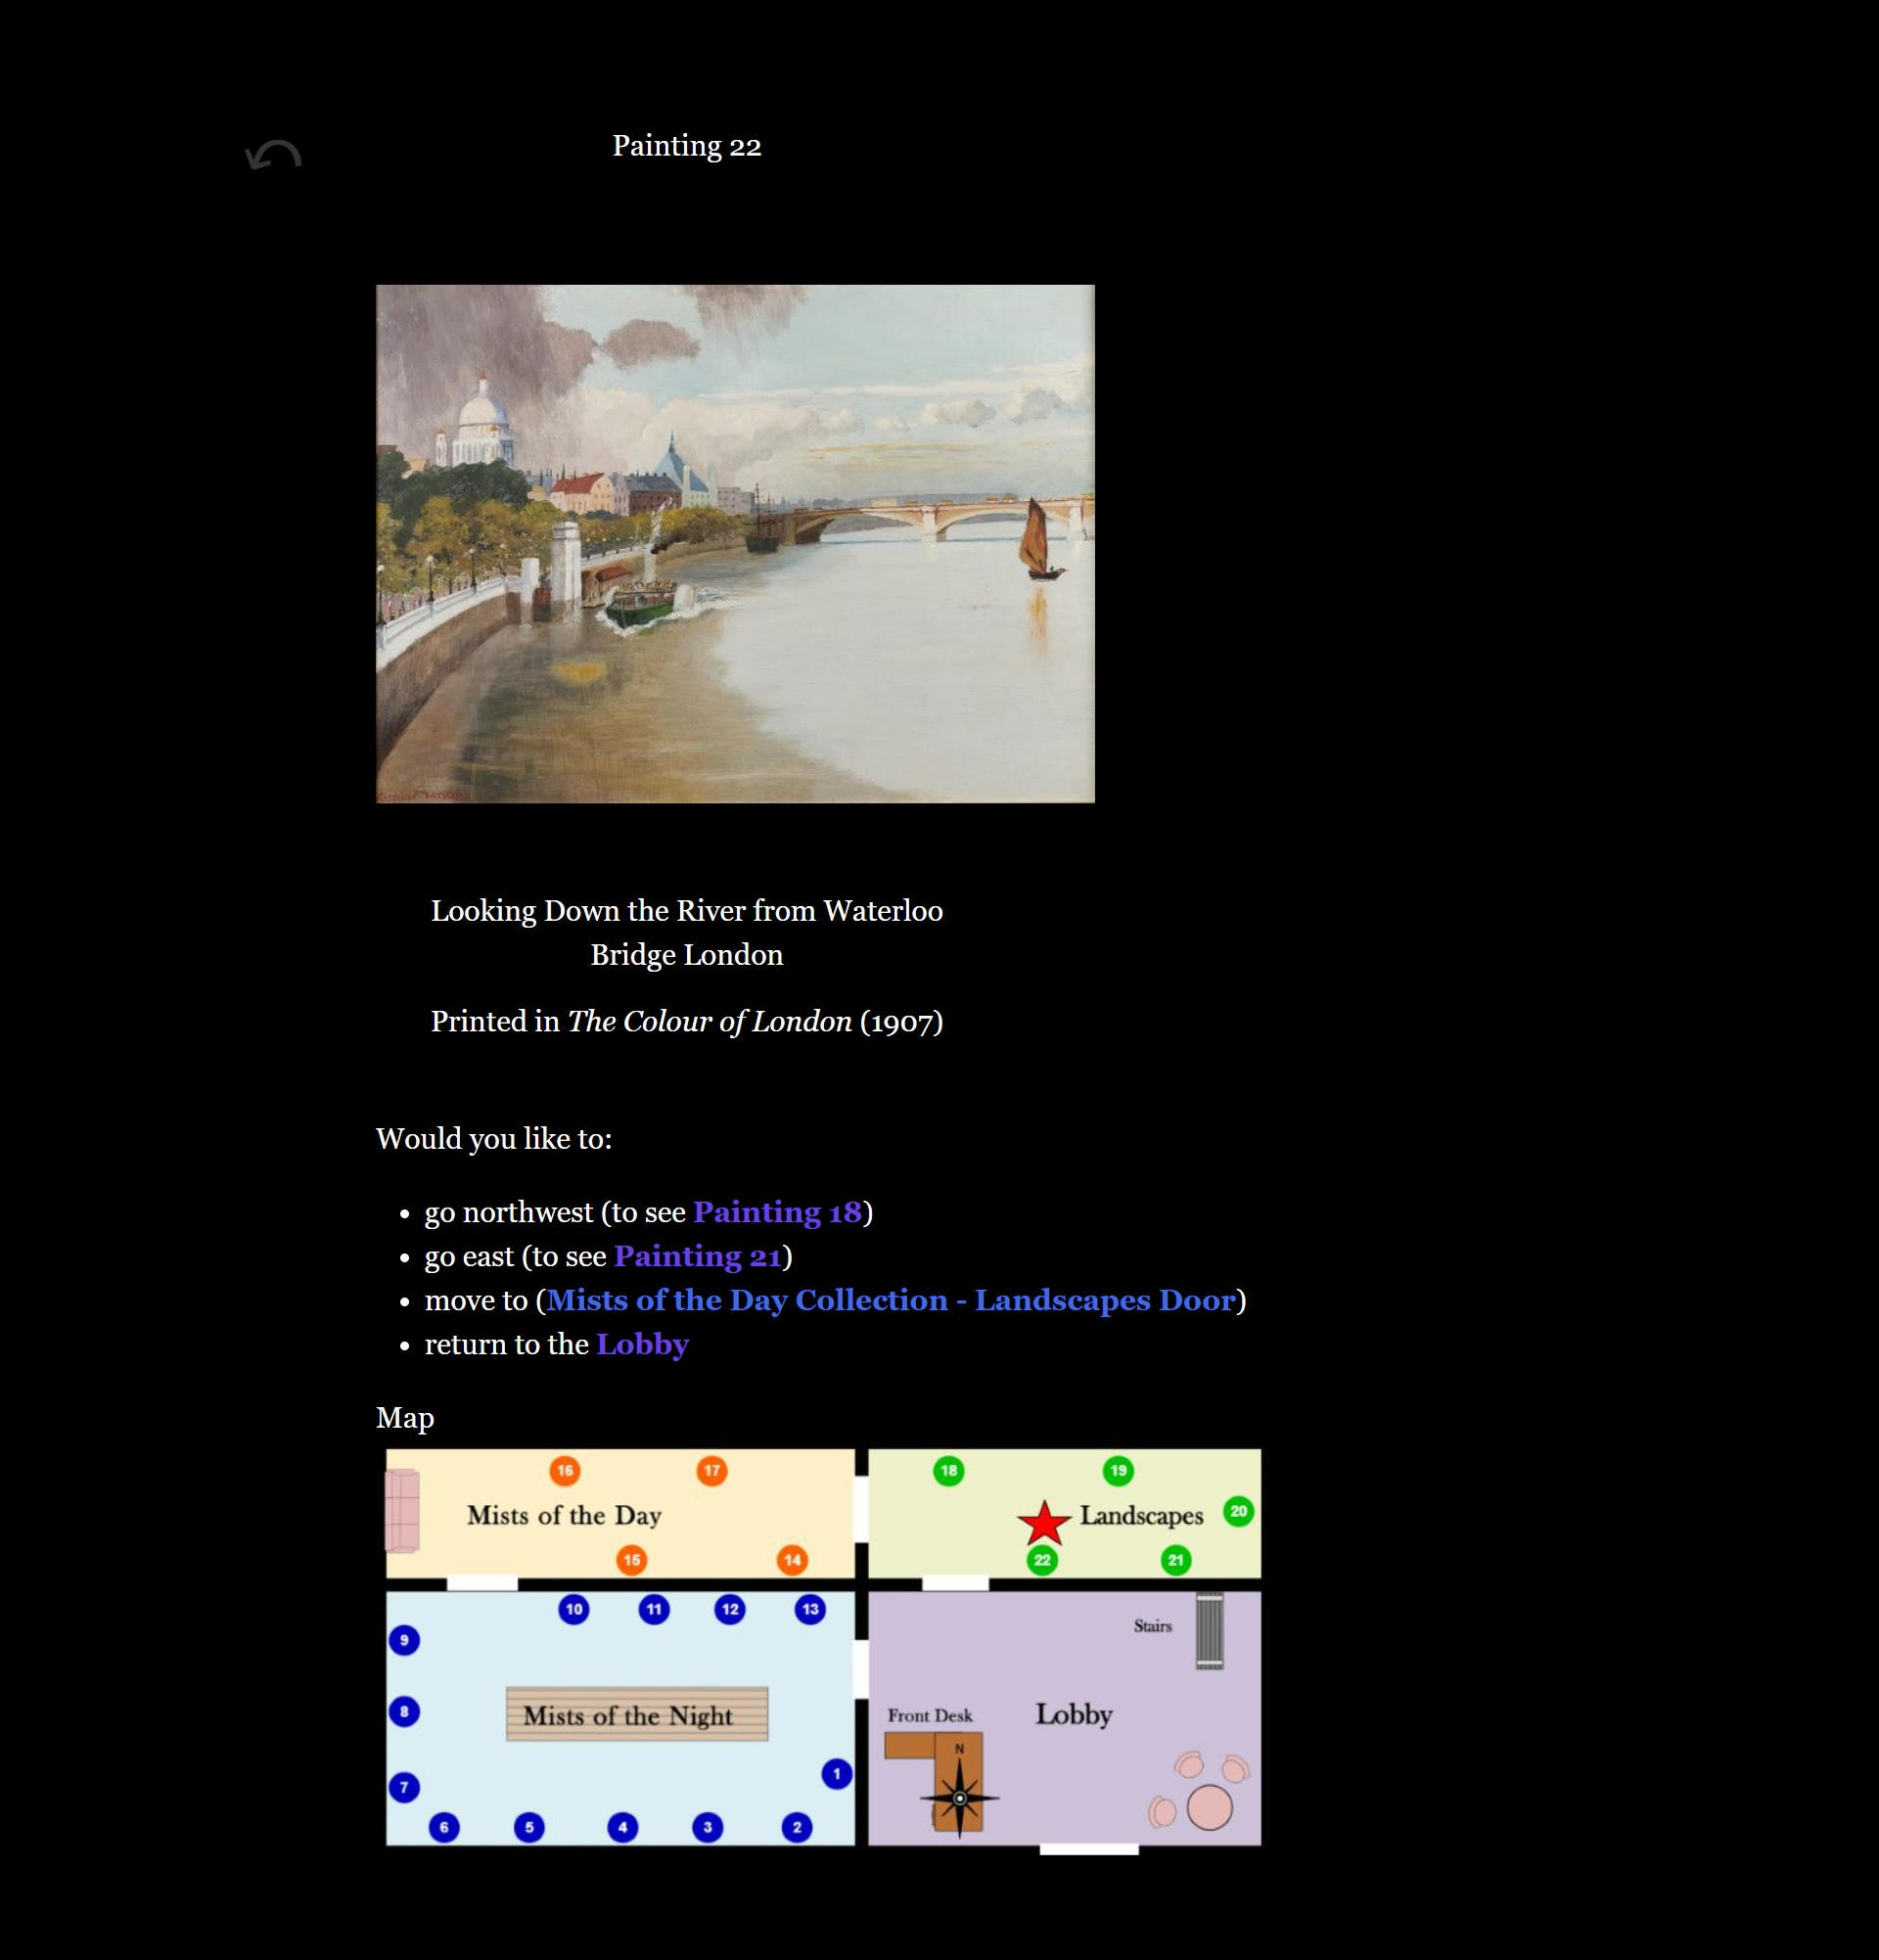 Painting 22
Looking Down the River from Waterloo
Bridge London
Printed in The Colour of London (1907)
Would you like to:
• go northwest (to see Painting 18)
• go east (to see Painting 21)
• move to (Mists of the Day Collection - Landscapes Door)
• return to the Lobby
Map
16
17
18
19
Mists of the Day
Landscapes
20
15
14
22
21
10
11
12
13
9
Stairs
8
Mists of the Night
Front Desk
Lobby
N
7
1
6
5
4
3
2